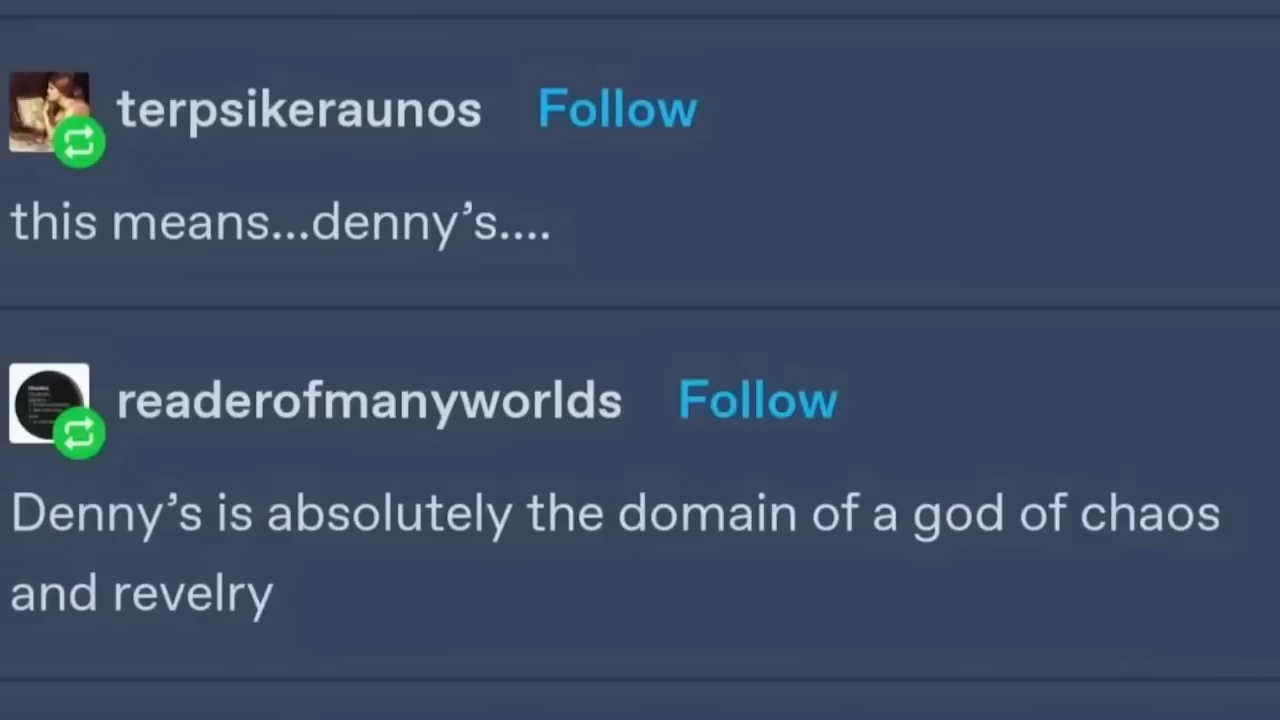 terpsikeraunos Follow
this means...denny’s....
readerofmanyworlds Follow
Denny’s is absolutely the domain of a god of chaos
and revelry